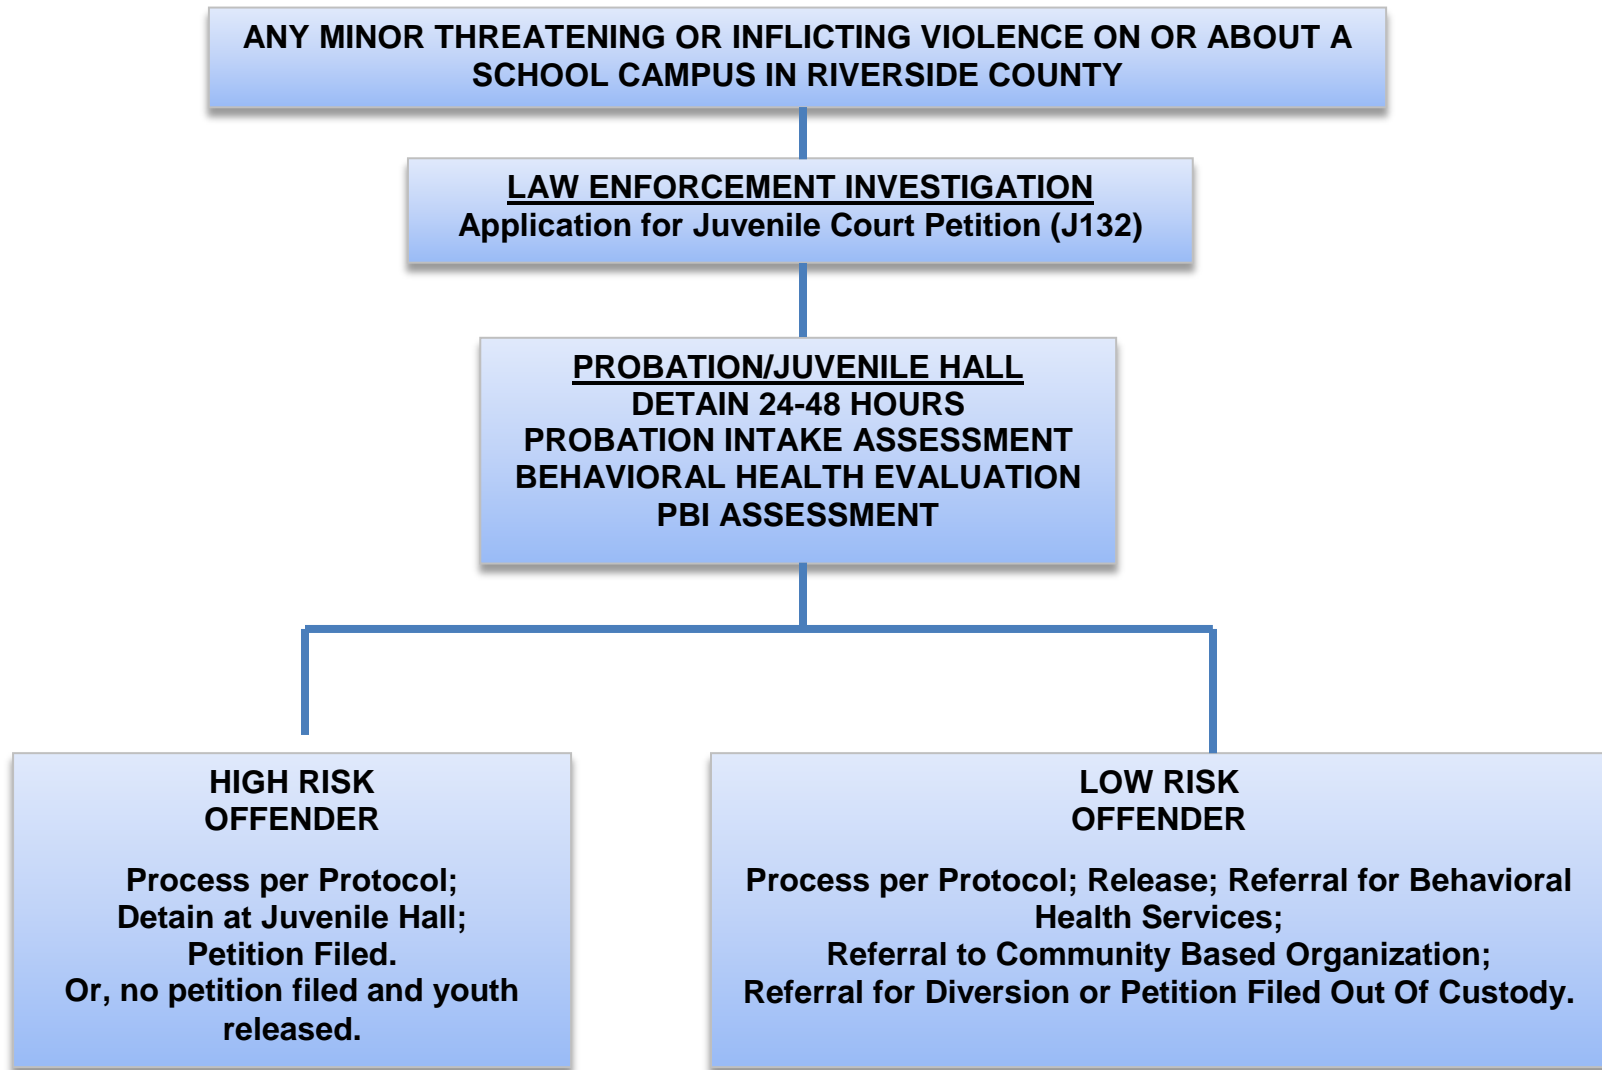 ANY MINOR THREATENING OR INFLICTING VIOLENCE ON OR ABOUT A
SCHOOL CAMPUS IN RIVERSIDE COUNTY
LAW ENFORCEMENT INVESTIGATION
Application for Juvenile Court Petition (J132)
PROBATION/JUVENILE HALL
DETAIN 24-48 HOURS
PROBATION INTAKE ASSESSMENT
BEHAVIORAL HEALTH EVALUATION
PBI ASSESSMENT
HIGH RISK
OFFENDER
Process per Protocol;
Detain at Juvenile Hall;
Petition Filed.
Or, no petition filed and youth
released.
LOW RISK
OFFENDER
Process per Protocol; Release; Referral for Behavioral
Health Services;
Referral to Community Based Organization;
Referral for Diversion or Petition Filed Out Of Custody.